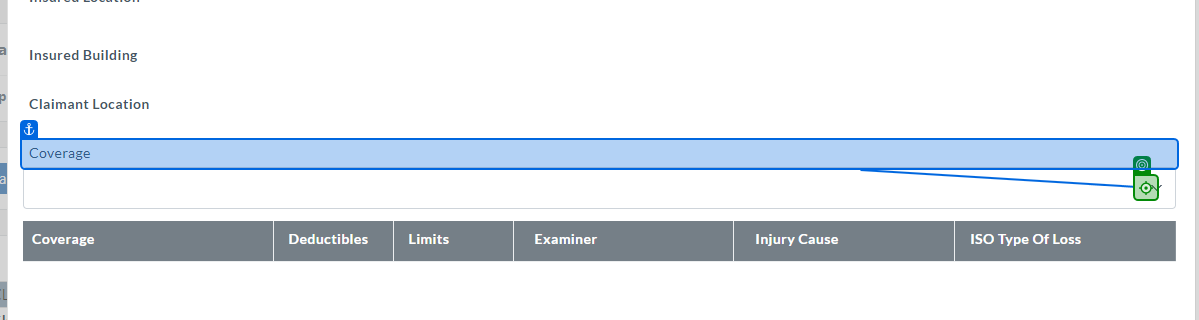 Insured Location
Insured Building
Claimant Location
Coverage
Coverage Deductibles Limits Examiner Injury Cause ISO Type Of Loss